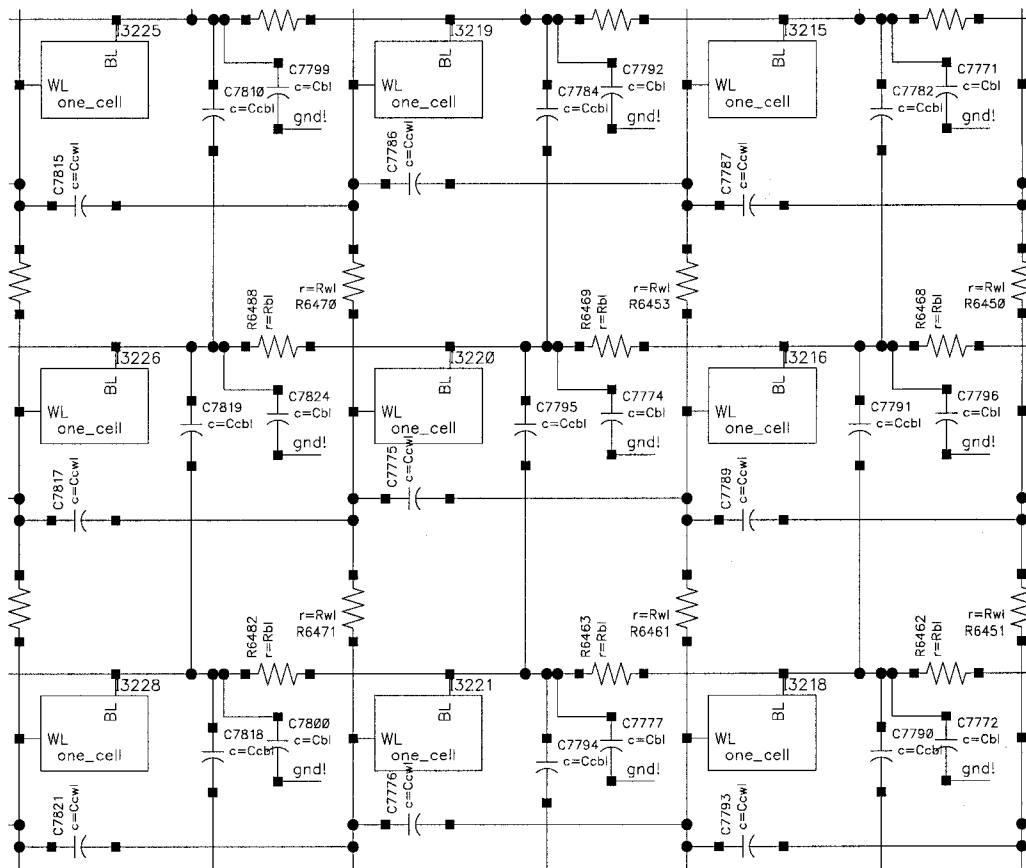 I3225
BL
WL
one_cell
C7810
c=Ccbl
C7799
c=Cbl
gnd!
I3219
BL
WL
one_cell
C7784
c=Ccbl
C7792
c=Cbl
gnd!
I3215
BL
WL
one_cell
C7782
c=Ccbl
C7771
c=Cbl
gnd!
C7815
c=Ccwl
C7786
c=Ccwl
C7787
c=Ccwl
R6488
r=Rbl
r=Rwl
R6470
R6469
r=Rbl
r=Rwl
R6453
R6468
r=Rbl
r=Rwl
R6450
I3226
BL
WL
one_cell
C7819
c=Ccbl
C7824
c=Cbl
gnd!
I3220
BL
WL
one_cell
C7795
c=Ccbl
C7774
c=Cbl
gnd!
I3216
BL
WL
one_cell
C7791
c=Ccbl
C7796
c=Cbl
gnd!
C7817
c=Ccwl
C7775
c=Ccwl
C7789
c=Ccwl
R6482
r=Rbl
r=Rwl
R6471
R6463
r=Rbl
r=Rwl
R6461
R6462
r=Rbl
r=Rwl
R6451
I3228
BL
WL
one_cell
C7818
c=Ccbl
C7800
c=Cbl
gnd!
I3221
BL
WL
one_cell
C7794
c=Ccbl
C7777
c=Cbl
gnd!
I3218
BL
WL
one_cell
C7790
c=Ccbl
C7772
c=Cbl
gnd!
C7821
c=Ccwl
C7776
c=Ccwl
C7793
c=Ccwl